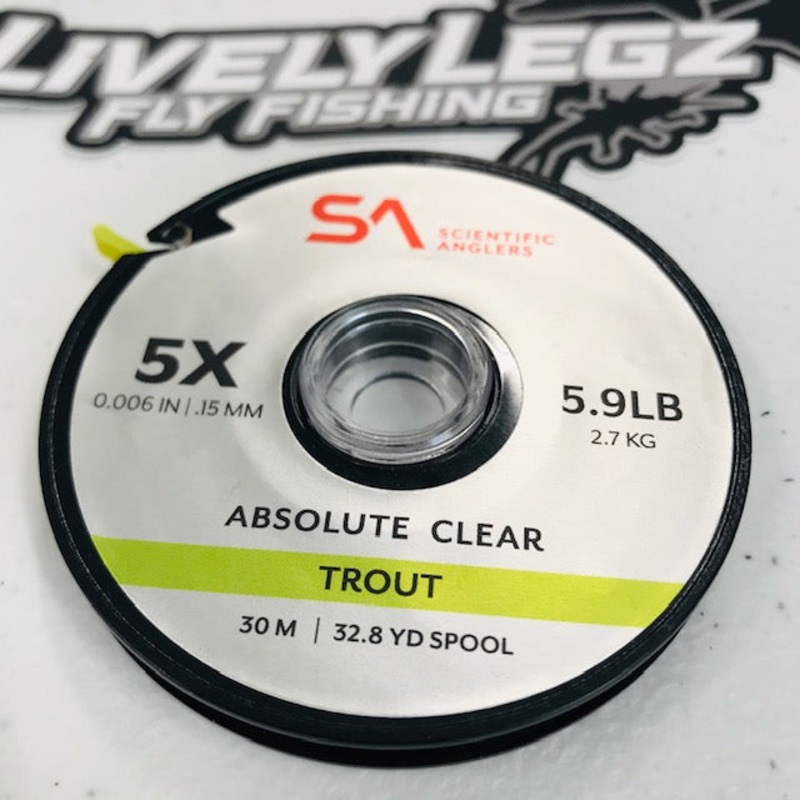 LIVELYLEGZ
FLY FISHING
SA SCIENTIFIC
ANGLERS
5X
0.006 IN | .15 MM
5.9LB
2.7 KG
ABSOLUTE CLEAR
TROUT
30 M | 32.8 YD SPOOL